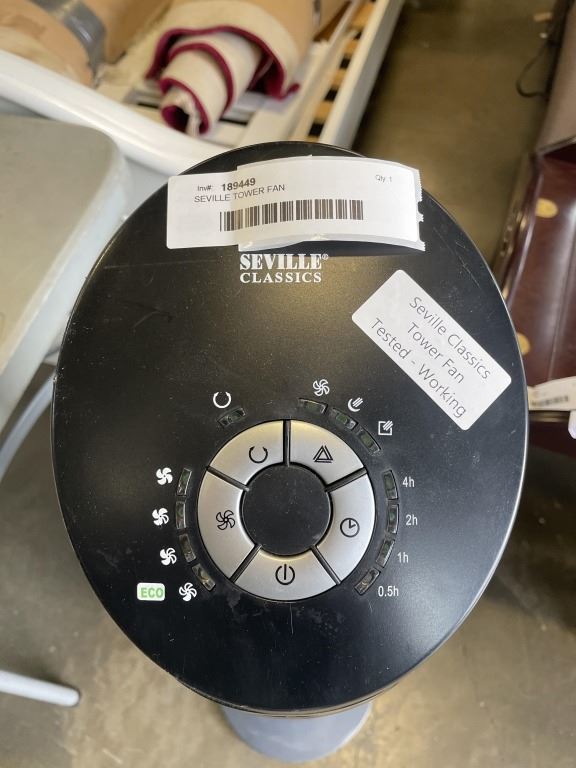 Inv#: 189449 Qty 1
SEVILLE TOWER FAN
SEVILLE®
CLASSICS
Seville Classics
Tower Fan
Tested - Working
4h
2h
1h
0.5h
ECO